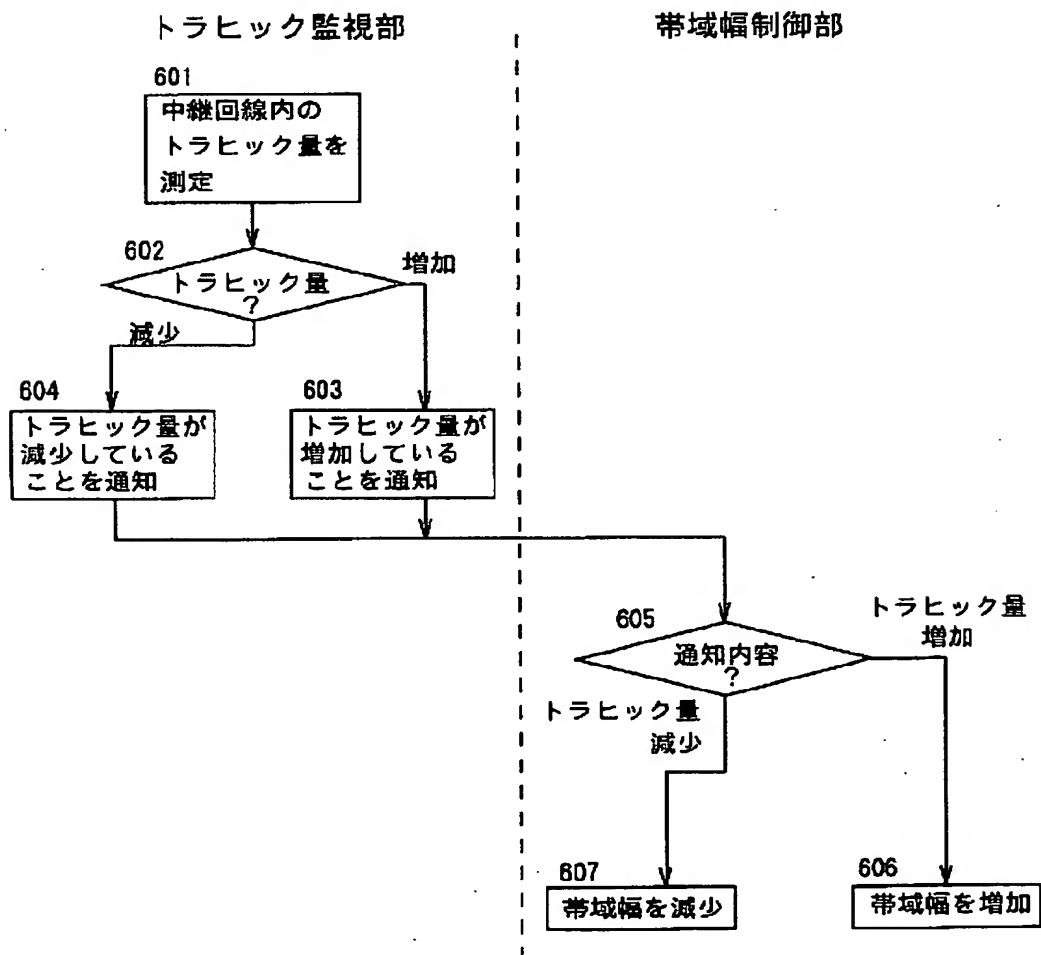 トラヒック監視部
帯域幅制御部
601
中継回線内の
トラヒック量を
測定
602
トラヒック量
?
増加
減少
604
トラヒック量が
減少している
ことを通知
603
トラヒック量が
増加している
ことを通知
605
通知内容
?
トラヒック量
増加
トラヒック量
減少
607
帯域幅を減少
606
帯域幅を増加